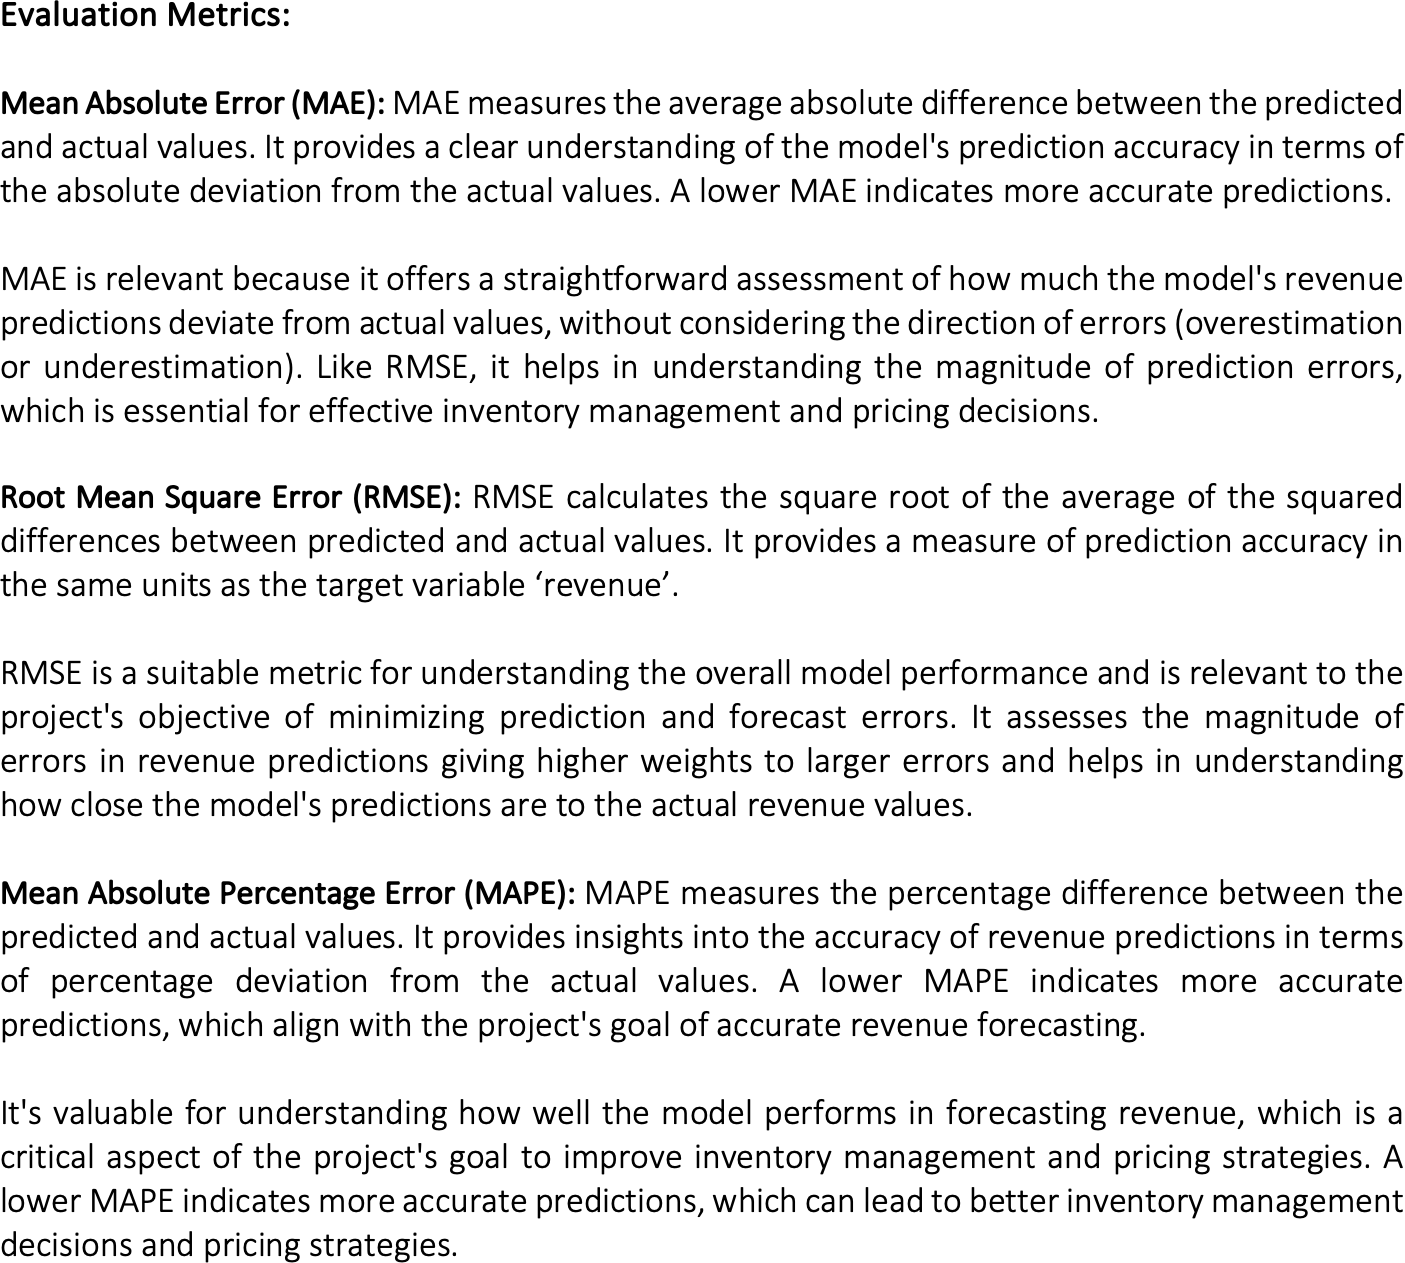 Evaluation Metrics:
Mean Absolute Error (MAE): MAE measures the average absolute difference between the predicted
and actual values. It provides a clear understanding of the model's prediction accuracy in terms of
the absolute deviation from the actual values. A lower MAE indicates more accurate predictions.
MAE is relevant because it offers a straightforward assessment of how much the model's revenue
predictions deviate from actual values, without considering the direction of errors (overestimation
or underestimation). Like RMSE, it helps in understanding the magnitude of prediction errors,
which is essential for effective inventory management and pricing decisions.
Root Mean Square Error (RMSE): RMSE calculates the square root of the average of the squared
differences between predicted and actual values. It provides a measure of prediction accuracy in
the same units as the target variable ‘revenue’.
RMSE is a suitable metric for understanding the overall model performance and is relevant to the
project's objective of minimizing prediction and forecast errors. It assesses the magnitude of
errors in revenue predictions giving higher weights to larger errors and helps in understanding
how close the model's predictions are to the actual revenue values.
Mean Absolute Percentage Error (MAPE): MAPE measures the percentage difference between the
predicted and actual values. It provides insights into the accuracy of revenue predictions in terms
of percentage deviation from the actual values. A lower MAPE indicates more accurate
predictions, which align with the project's goal of accurate revenue forecasting.
It's valuable for understanding how well the model performs in forecasting revenue, which is a
critical aspect of the project's goal to improve inventory management and pricing strategies. A
lower MAPE indicates more accurate predictions, which can lead to better inventory management
decisions and pricing strategies.